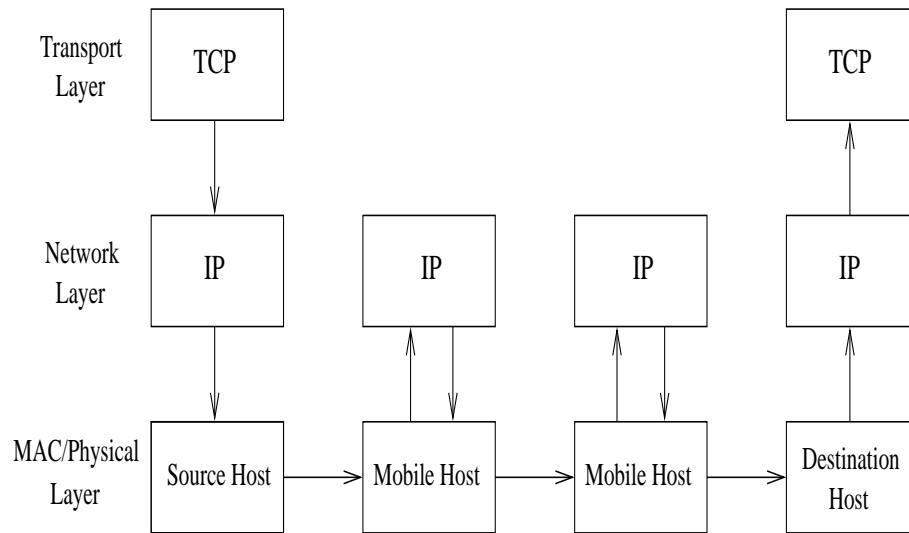 Transport
Layer
TCP
TCP
Network
Layer
IP
IP
IP
IP
MAC/Physical
Layer
Source Host
Mobile Host
Mobile Host
Destination
Host